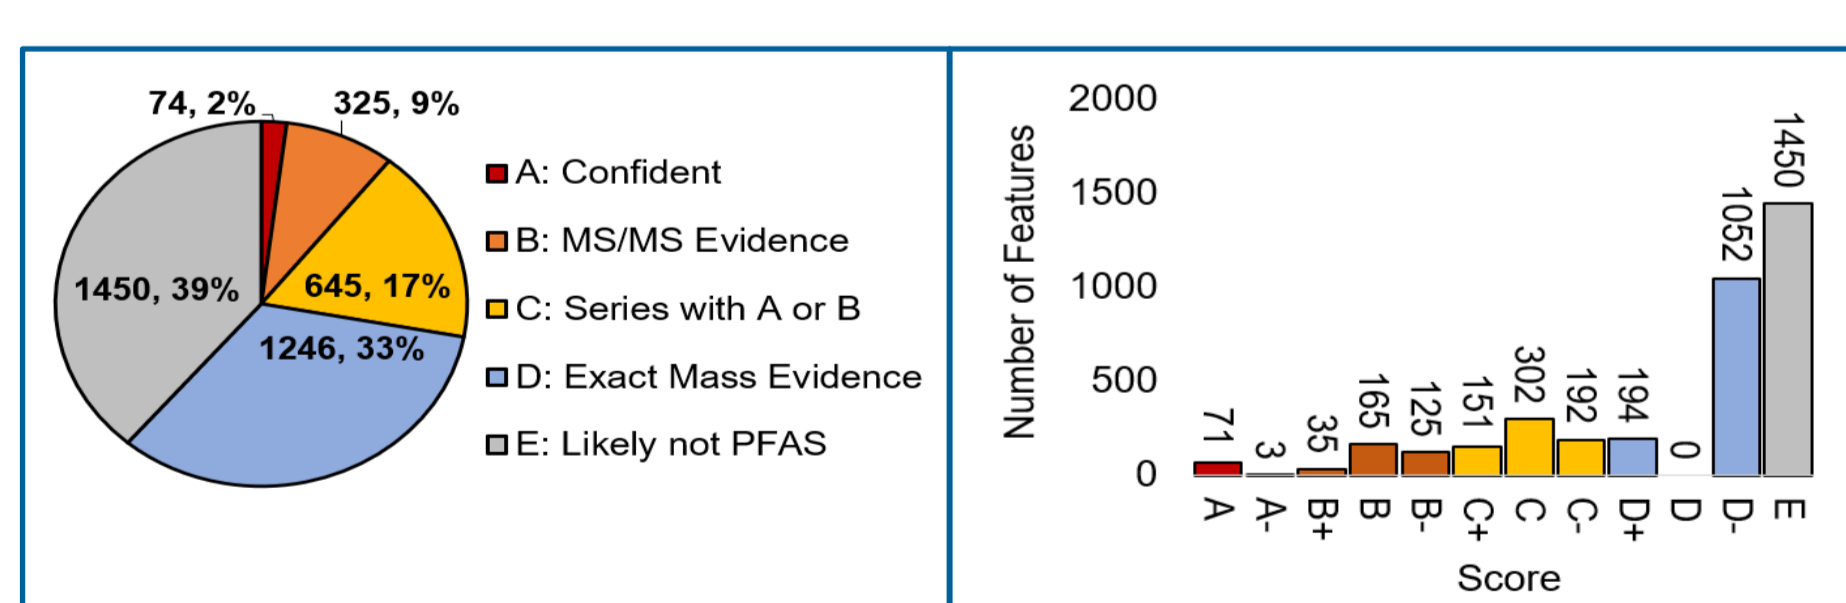 74, 2%
325, 9%
645, 17%
1246, 33%
1450, 39%
A: Confident
B: MS/MS Evidence
C: Series with A or B
D: Exact Mass Evidence
E: Likely not PFAS
Number of Features
2000
1500
1000
500
0
71
3
35
165
125
151
302
192
194
0
1052
1450
A
A-
B+
B
B-
C+
C
C-
D+
D
D-
E
Score